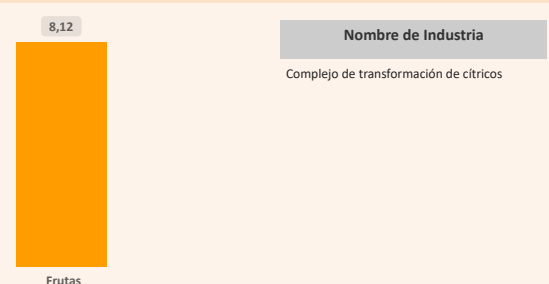 8,12
Nombre de Industria
Complejo de transformación de cítricos
Frutas